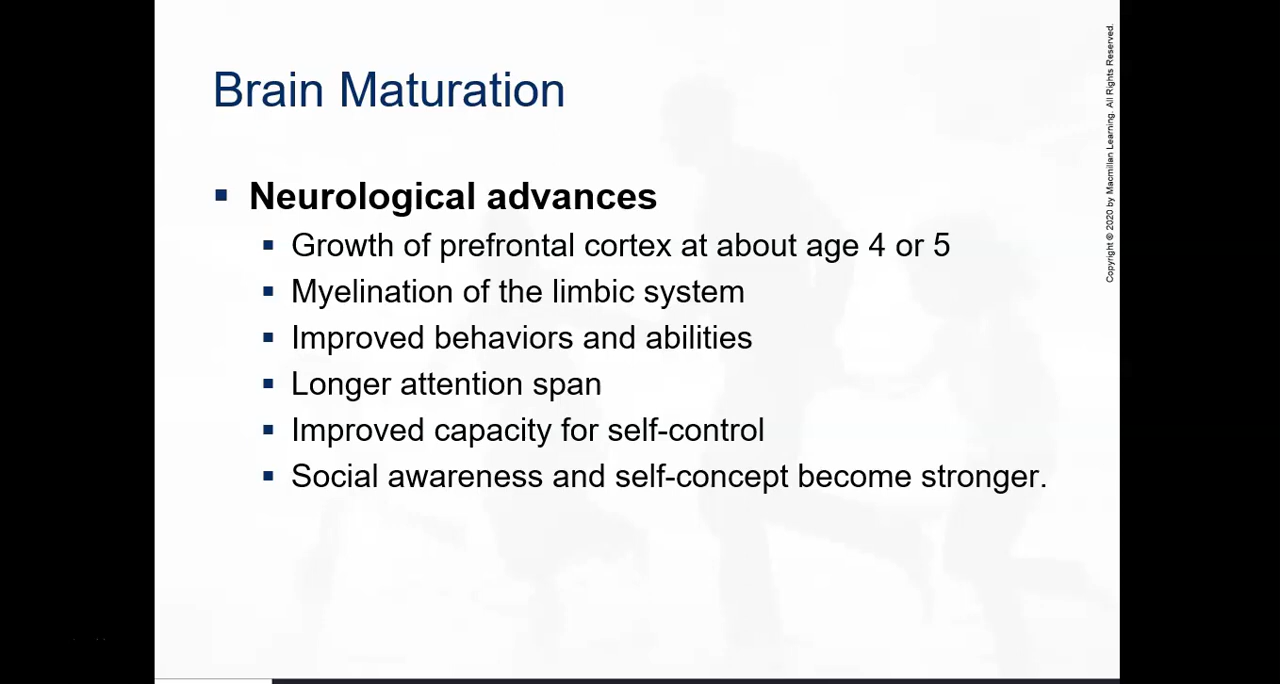 Brain Maturation
Neurological advances
Growth of prefrontal cortex at about age 4 or 5
Myelination of the limbic system
Improved behaviors and abilities
Longer attention span
Improved capacity for self-control
Social awareness and self-concept become stronger.
Copyright © 2020 by Macmillan Learning. All Rights Reserved.